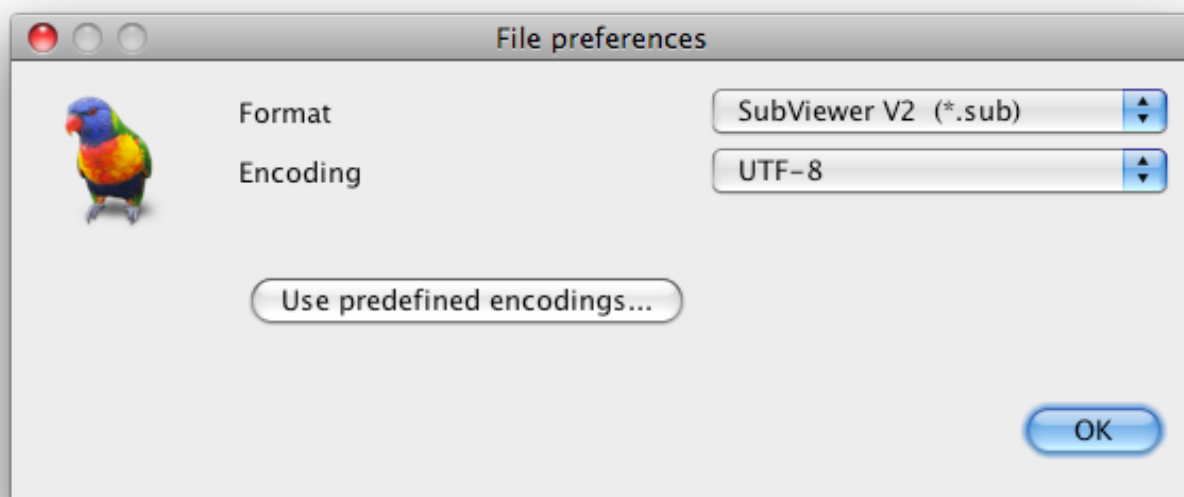 File preferences
Format
SubViewer V2 (*.sub)
Encoding
UTF-8
Use predefined encodings...
OK